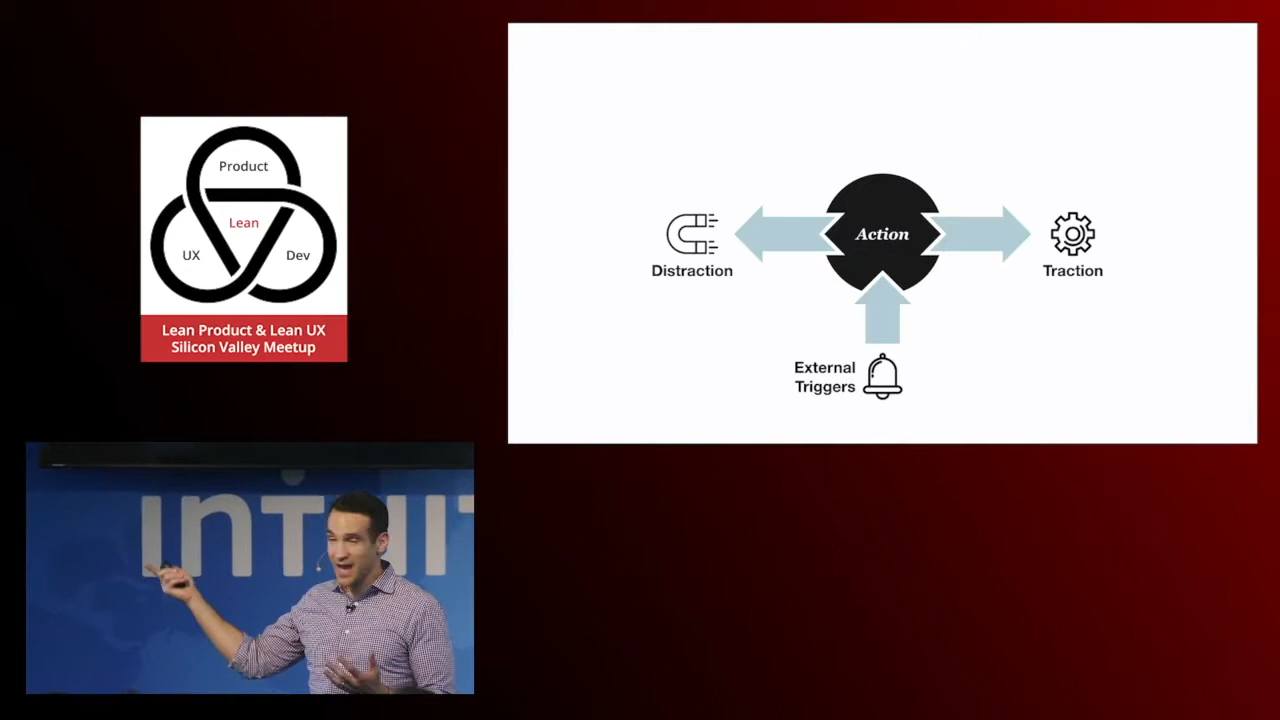 Product
Lean
UX
Dev
Lean Product & Lean UX
Silicon Valley Meetup
Action
Distraction
Traction
External
Triggers
INTUIT